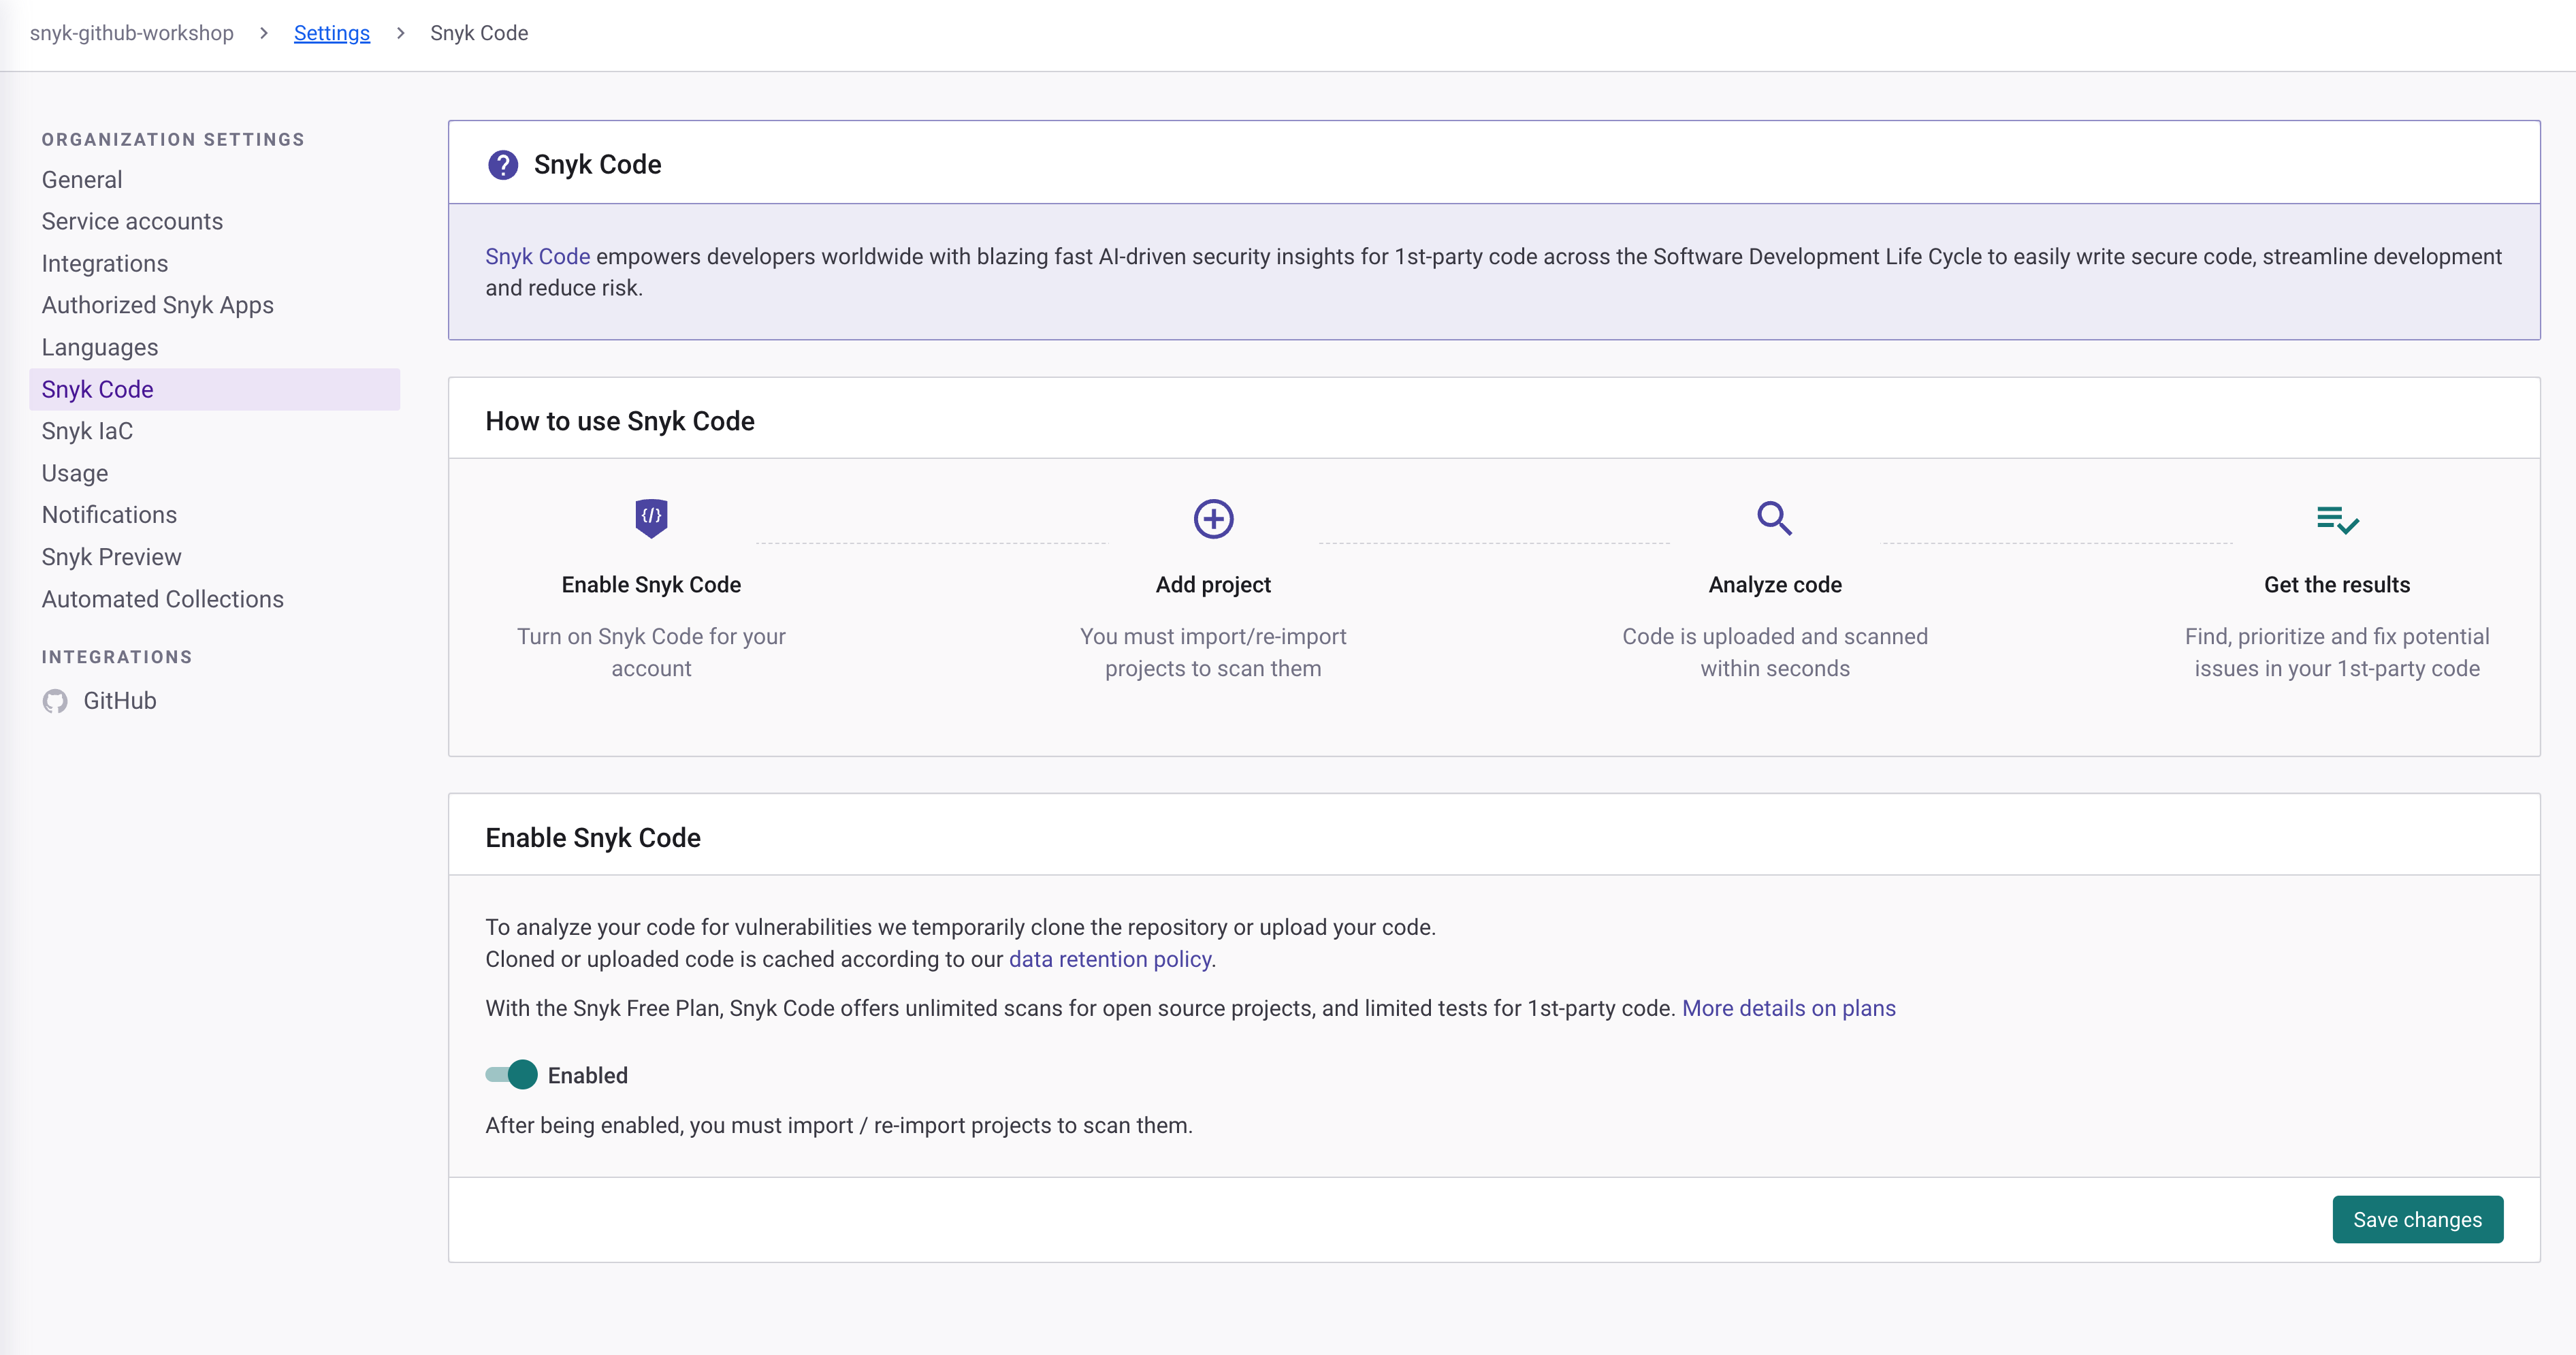 snyk-github-workshop > Settings > Snyk Code
ORGANIZATION SETTINGS
General
Service accounts
Integrations
Authorized Snyk Apps
Languages
Snyk Code
Snyk IaC
Usage
Notifications
Snyk Preview
Automated Collections
INTEGRATIONS
GitHub
Snyk Code
Snyk Code empowers developers worldwide with blazing fast AI-driven security insights for 1st-party code across the Software Development Life Cycle to easily write secure code, streamline development
and reduce risk.
How to use Snyk Code
Enable Snyk Code
Turn on Snyk Code for your
account
Add project
You must import/re-import
projects to scan them
Analyze code
Code is uploaded and scanned
within seconds
Get the results
Find, prioritize and fix potential
issues in your 1st-party code
Enable Snyk Code
To analyze your code for vulnerabilities we temporarily clone the repository or upload your code.
Cloned or uploaded code is cached according to our data retention policy.
With the Snyk Free Plan, Snyk Code offers unlimited scans for open source projects, and limited tests for 1st-party code. More details on plans
Enabled
After being enabled, you must import / re-import projects to scan them.
Save changes